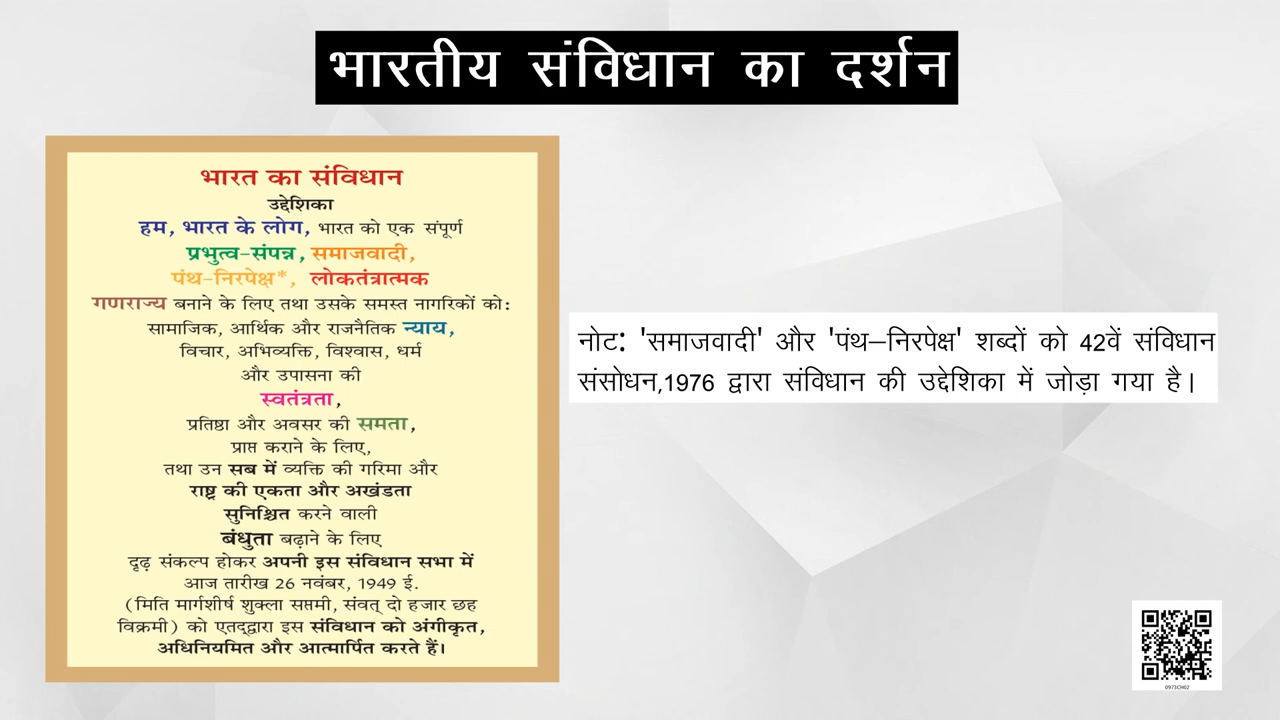 भारतीय संविधान का दर्शन
भारत का संविधान
उद्देशिका
हम, भारत के लोग, भारत को एक संपूर्ण
प्रभुत्व-संपन्न, समाजवादी,
पंथ-निरपेक्ष*, लोकतंत्रात्मक
गणराज्य बनाने के लिए तथा उसके समस्त नागरिकों को:
सामाजिक, आर्थिक और राजनैतिक न्याय,
विचार, अभिव्यक्ति, विश्वास, धर्म
और उपासना की
स्वतंत्रता,
प्रतिष्ठा और अवसर की समता,
प्राप्त कराने के लिए,
तथा उन सब में व्यक्ति की गरिमा और
राष्ट्र की एकता और अखंडता
सुनिश्चित करने वाली
बंधुता बढ़ाने के लिए
दृढ़ संकल्प होकर अपनी इस संविधान सभा में
आज तारीख 26 नवंबर, 1949 ई.
(मिति मार्गशीर्ष शुक्ला सप्तमी, संवत् दो हजार छह
विक्रमी) को एतद्द्वारा इस संविधान को अंगीकृत,
अधिनियमित और आत्मार्पित करते हैं।
नोट: 'समाजवादी' और 'पंथ–निरपेक्ष' शब्दों को 42वें संविधान
संसोधन,1976 द्वारा संविधान की उद्देशिका में जोड़ा गया है।
0973CH02